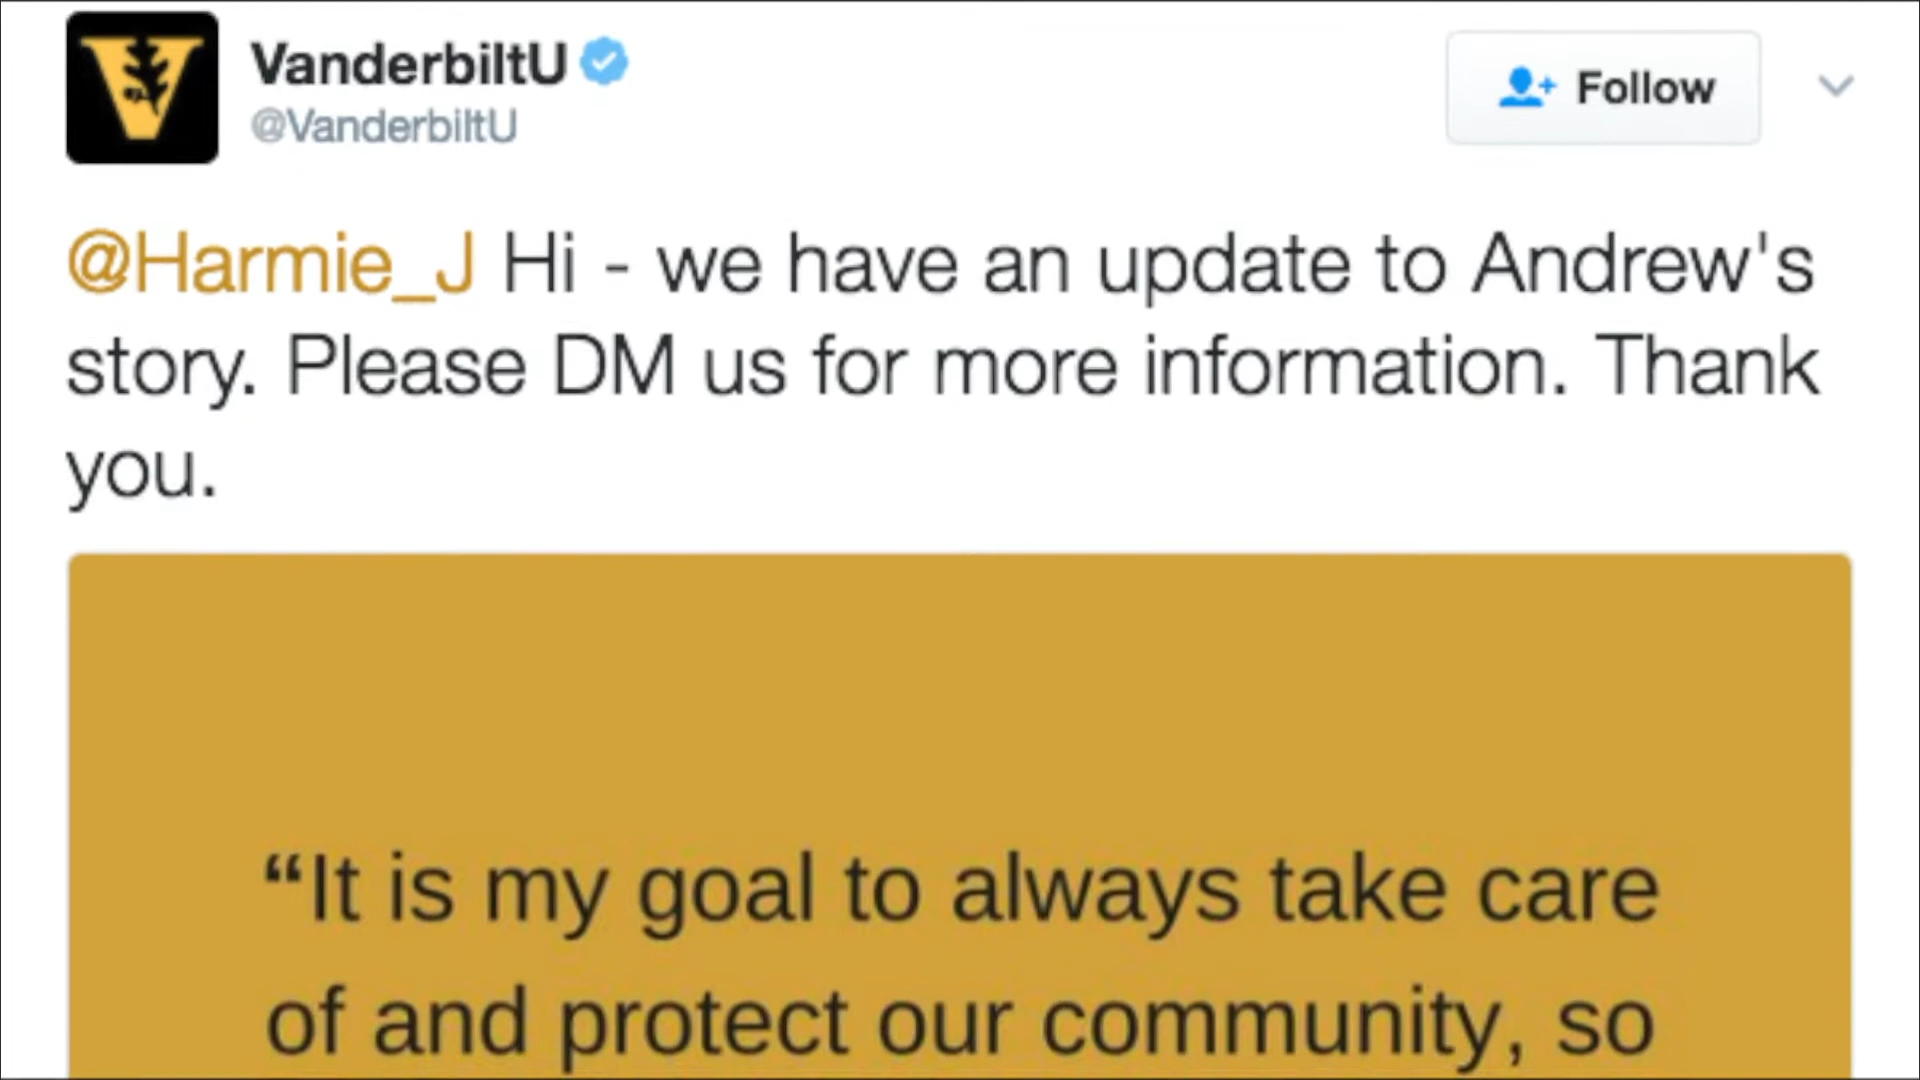 VanderbiltU
@VanderbiltU
Follow
@Harmie_J Hi - we have an update to Andrew's
story. Please DM us for more information. Thank
you.
“It is my goal to always take care
of and protect our community, so